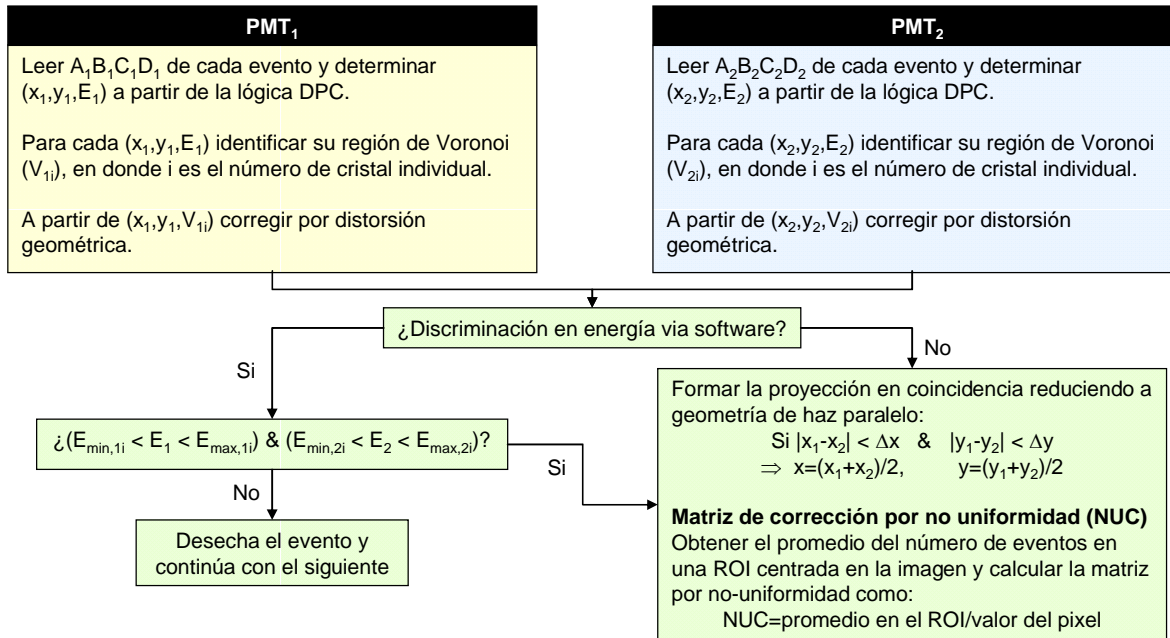 PMT₁
Leer A₁B₁C₁D₁ de cada evento y determinar
(x₁,y₁,E₁) a partir de la lógica DPC.
Para cada (x₁,y₁,E₁) identificar su región de Voronoi
(V₁ᵢ), en donde i es el número de cristal individual.
A partir de (x₁,y₁,V₁ᵢ) corregir por distorsión
geométrica.
PMT₂
Leer A₂B₂C₂D₂ de cada evento y determinar
(x₂,y₂,E₂) a partir de la lógica DPC.
Para cada (x₂,y₂,E₂) identificar su región de Voronoi
(V₂ᵢ), en donde i es el número de cristal individual.
A partir de (x₂,y₂,V₂ᵢ) corregir por distorsión
geométrica.
¿Discriminación en energía via software?
Si
No
¿(E_min,1i < E₁ < E_max,1i) & (E_min,2i < E₂ < E_max,2i)?
Si
No
Desecha el evento y
continúa con el siguiente
Formar la proyección en coincidencia reduciendo a
geometría de haz paralelo:
Si |x₁-x₂| < Δx & |y₁-y₂| < Δy
⇒ x=(x₁+x₂)/2, y=(y₁+y₂)/2
Matriz de corrección por no uniformidad (NUC)
Obtener el promedio del número de eventos en
una ROI centrada en la imagen y calcular la matriz
por no-uniformidad como:
NUC=promedio en el ROI/valor del pixel